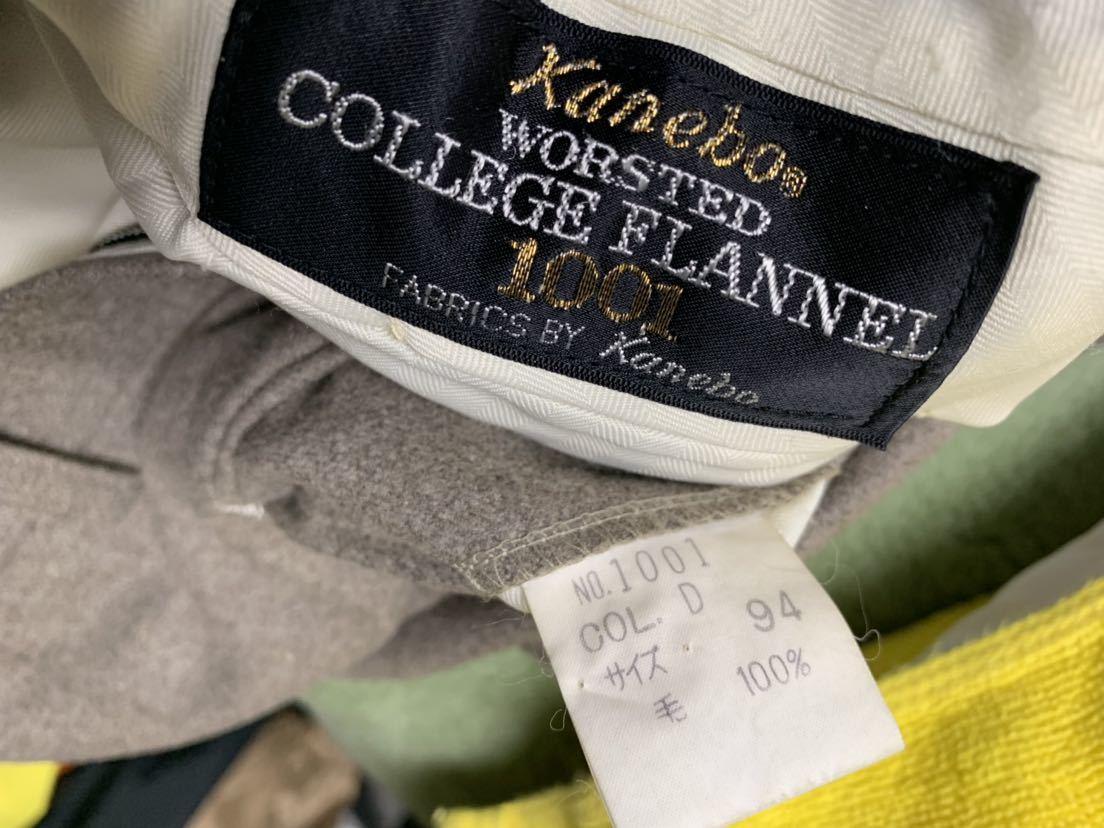 Kanebo®
WORSTED
COLLEGE FLANNEL
1001
FABRICS BY Kanebo
NO.1001
COL. D
サイズ 94
毛 100%